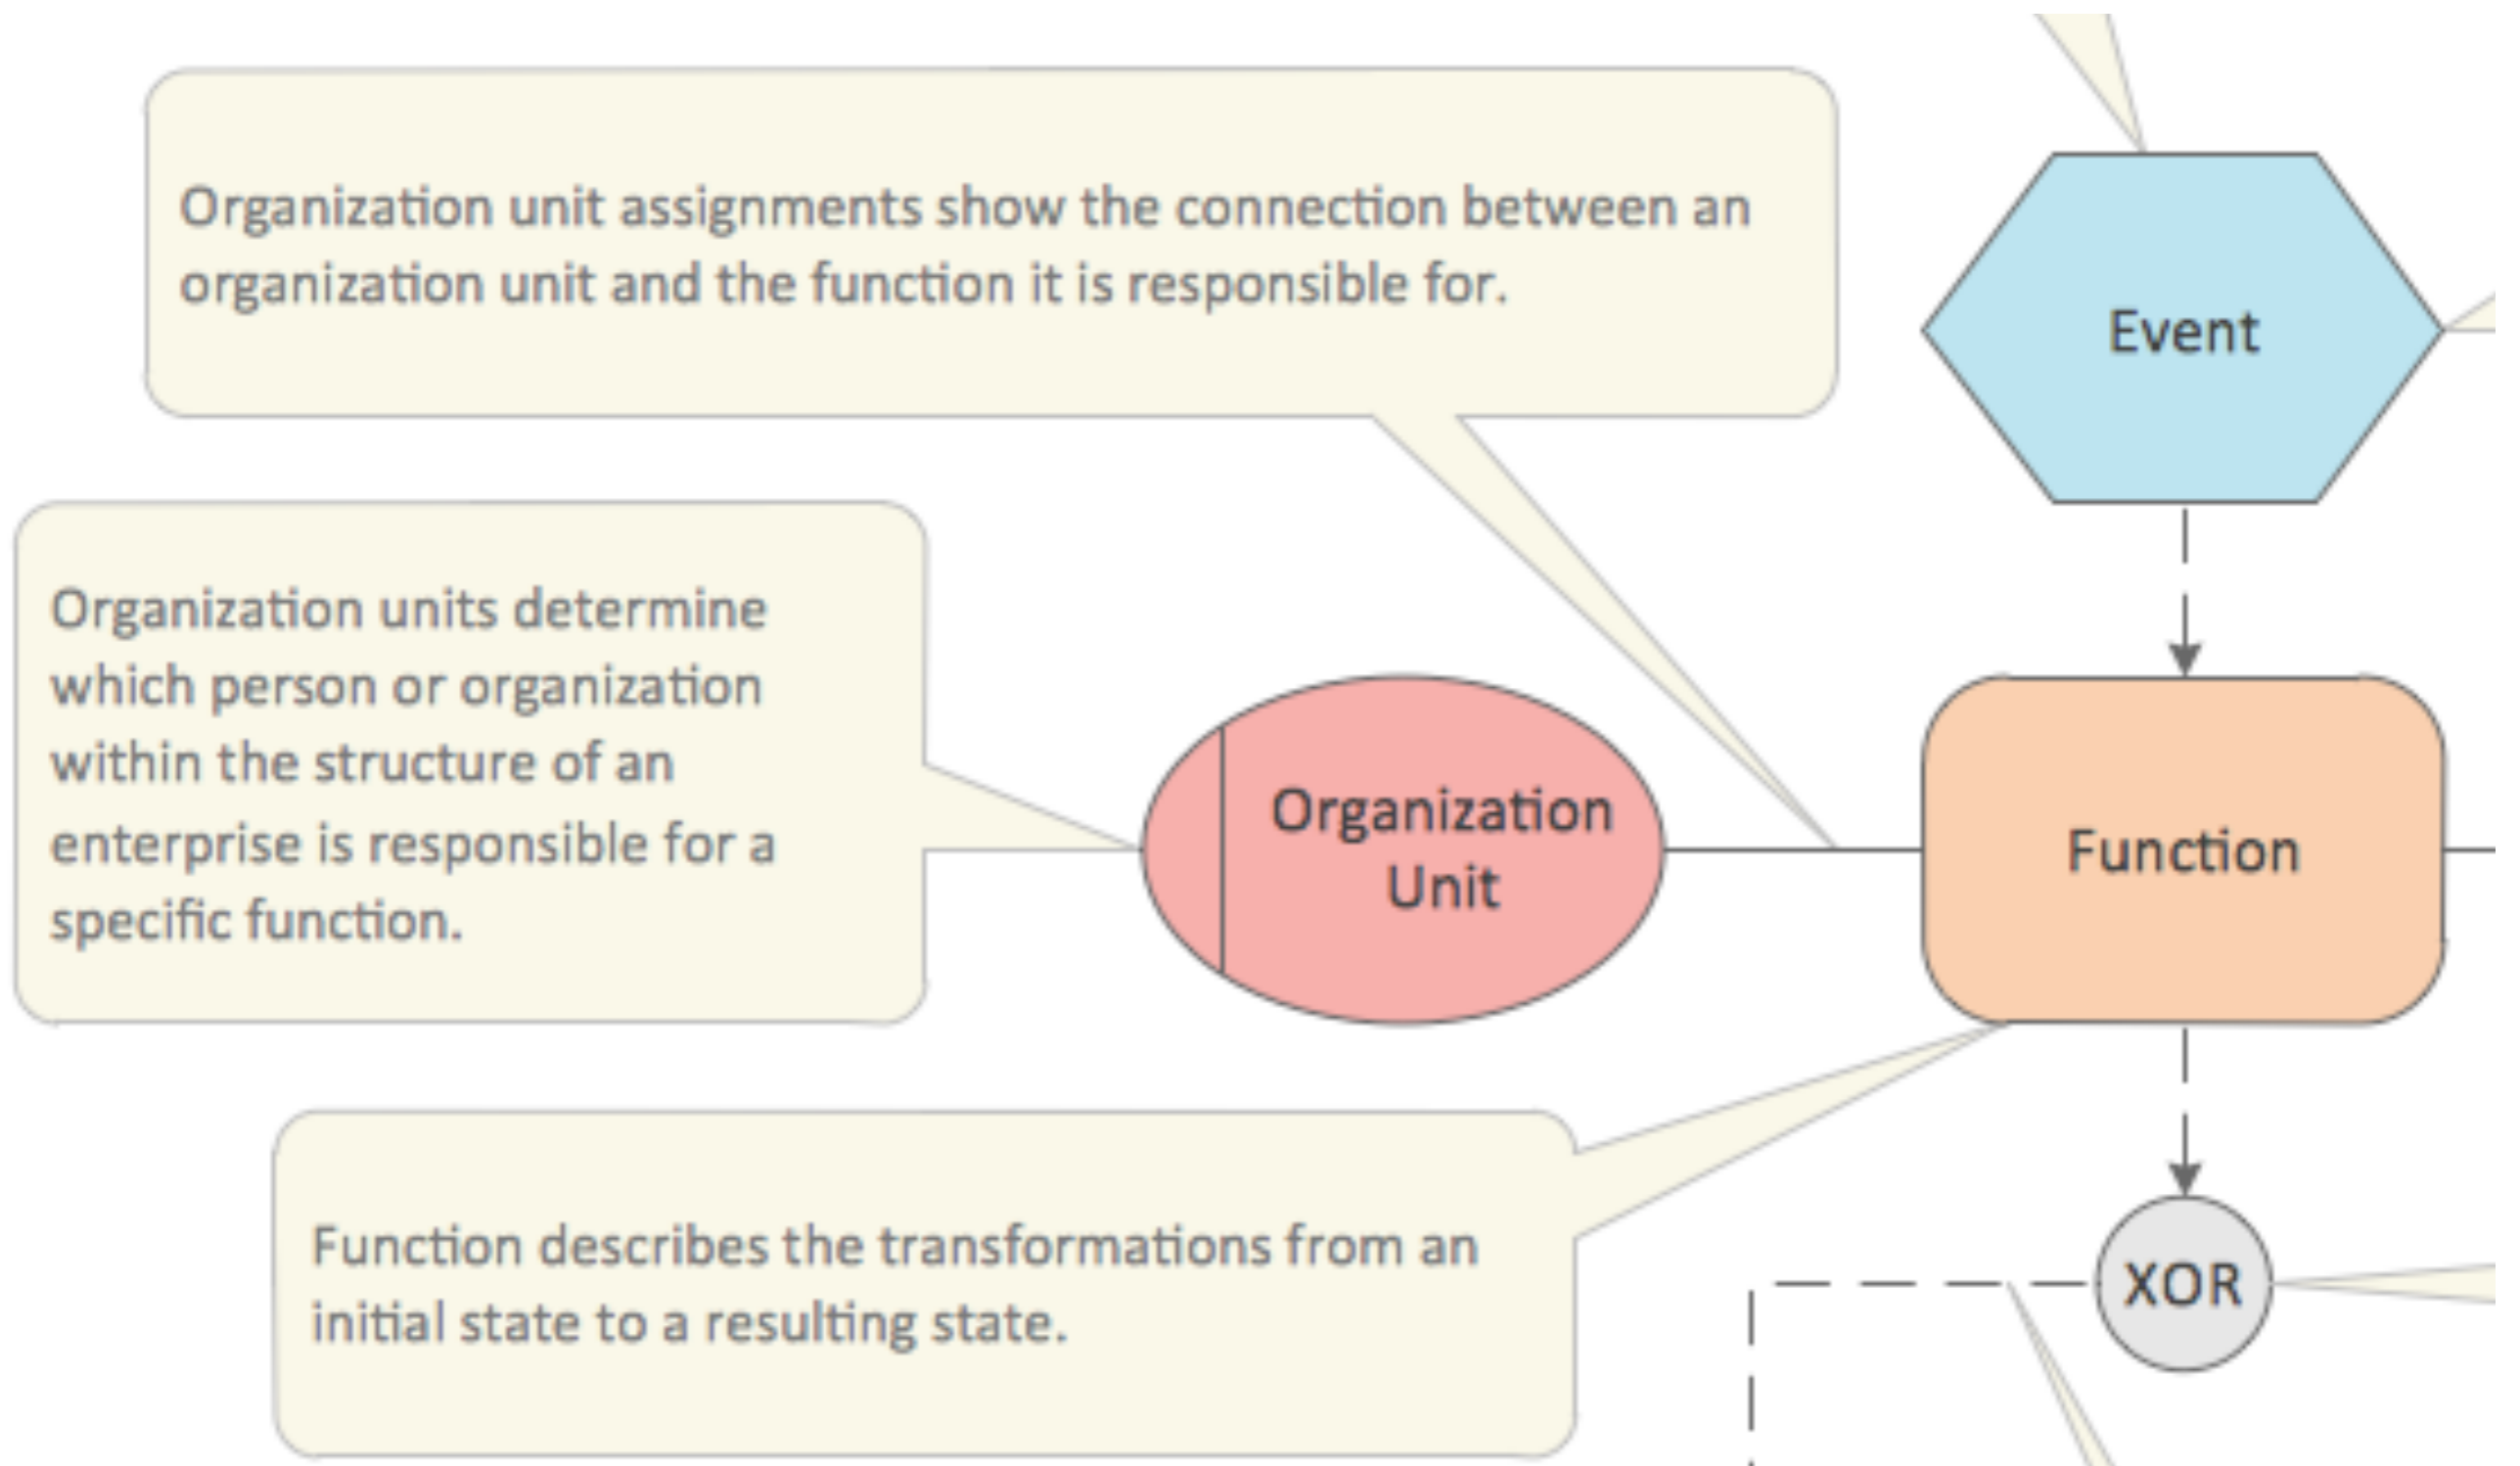 Organization unit assignments show the connection between an
organization unit and the function it is responsible for.
Event
Organization units determine
which person or organization
within the structure of an
enterprise is responsible for a
specific function.
Organization
Unit
Function
Function describes the transformations from an
initial state to a resulting state.
XOR